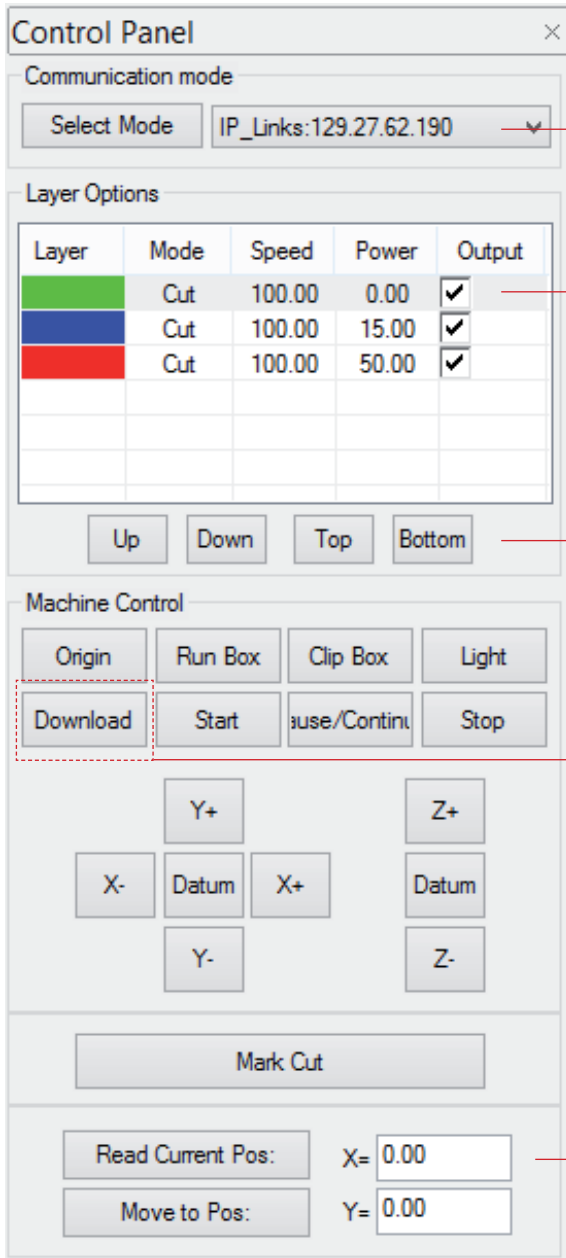 Control Panel
Communication mode
Select Mode IP_Links:129.27.62.190
Layer Options
Layer Mode Speed Power Output
Cut 100.00 0.00
Cut 100.00 15.00
Cut 100.00 50.00
Up Down Top Bottom
Machine Control
Origin Run Box Clip Box Light
Download Start ause/Continu Stop
Y+ Z+
X- Datum X+ Datum
Y- Z-
Mark Cut
Read Current Pos: X= 0.00
Move to Pos: Y= 0.00